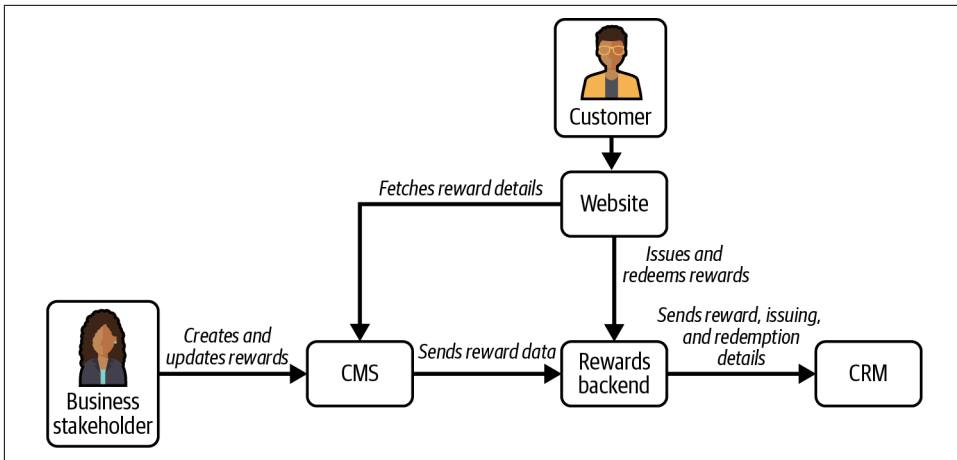 Customer
Fetches reward details
Website
Issues and
redeems rewards
Creates and
updates rewards
Business
stakeholder
CMS
Sends reward data
Rewards
backend
Sends reward, issuing,
and redemption
details
CRM